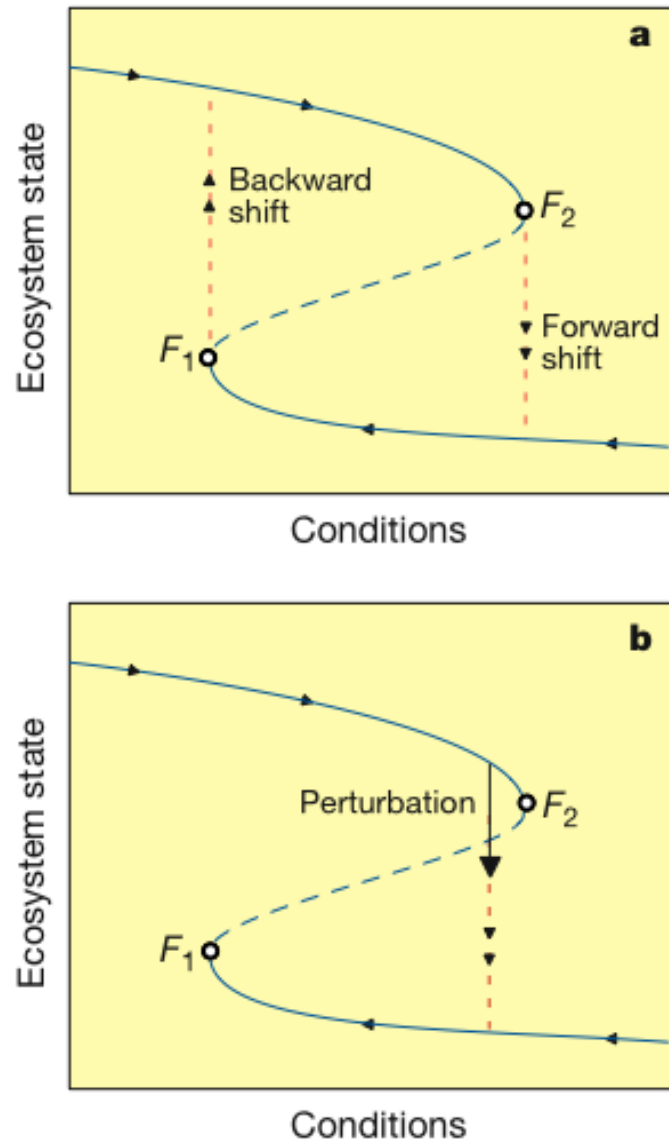 a
Ecosystem state
Backward
shift
F2
F1
Forward
shift
Conditions
b
Ecosystem state
Perturbation
F2
F1
Conditions